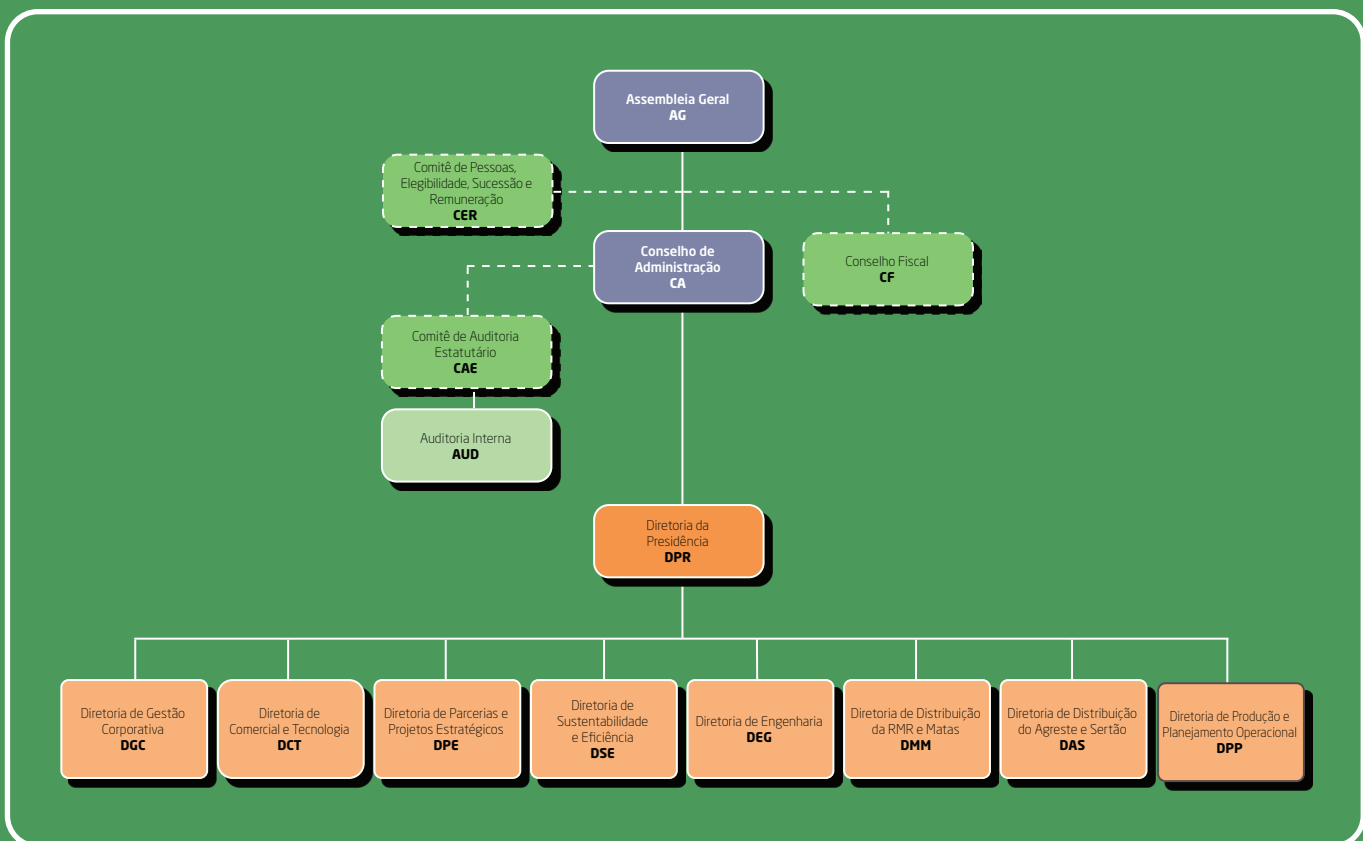 Assembleia Geral
AG
Comitê de Pessoas,
Elegibilidade, Sucessão e
Remuneração
CER
Conselho de
Administração
CA
Conselho Fiscal
CF
Comitê de Auditoria
Estatutário
CAE
Auditoria Interna
AUD
Diretoria da
Presidência
DPR
Diretoria de Gestão
Corporativa
DGC
Diretoria de
Comercial e Tecnologia
DCT
Diretoria de Parcerias e
Projetos Estratégicos
DPE
Diretoria de
Sustentabilidade
e Eficiência
DSE
Diretoria de Engenharia
DEG
Diretoria de Distribuição
da RMR e Matas
DMM
Diretoria de Distribuição
do Agreste e Sertão
DAS
Diretoria de Produção e
Planejamento Operacional
DPP